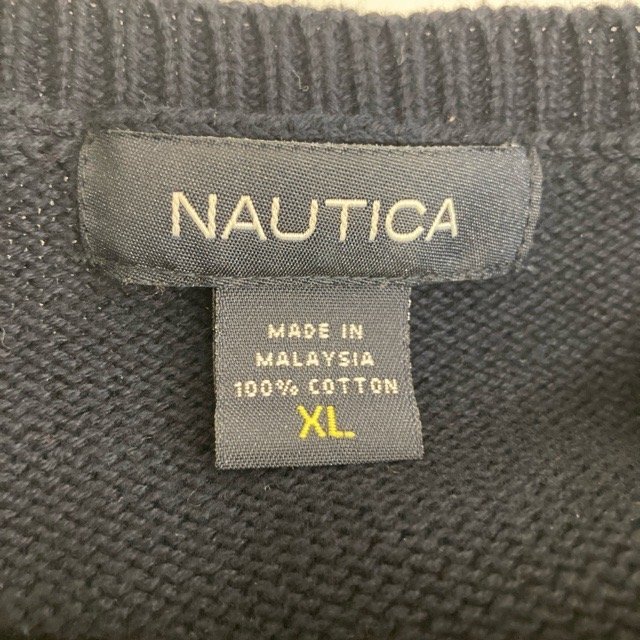 NAUTICA
MADE IN
MALAYSIA
100% COTTON
XL